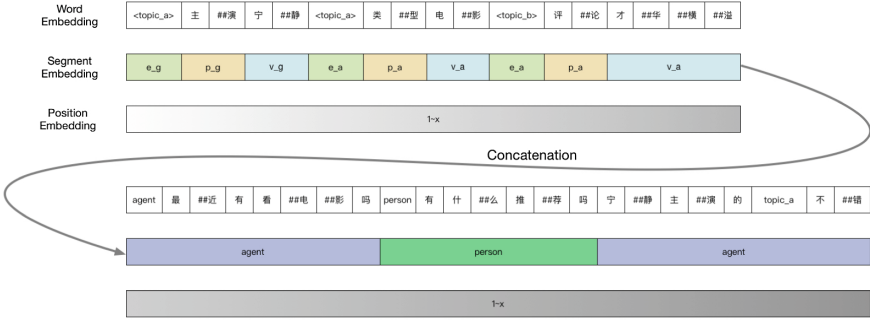 Word Embedding
<topic_a> 主 ##演 宁 ##静 <topic_a> 类 ##型 电 ##影 <topic_b> 评 ##论 才 ##华 ##横 ##溢
Segment Embedding
e_g p_g v_g e_a p_a v_a e_a p_a v_a
Position Embedding
1~x
Concatenation
agent 最 ##近 有 看 ##电 ##影 吗 person 有 什 ##么 推 ##荐 吗 宁 ##静 主 ##演 的 topic_a 不 ##错
agent person agent
1~x